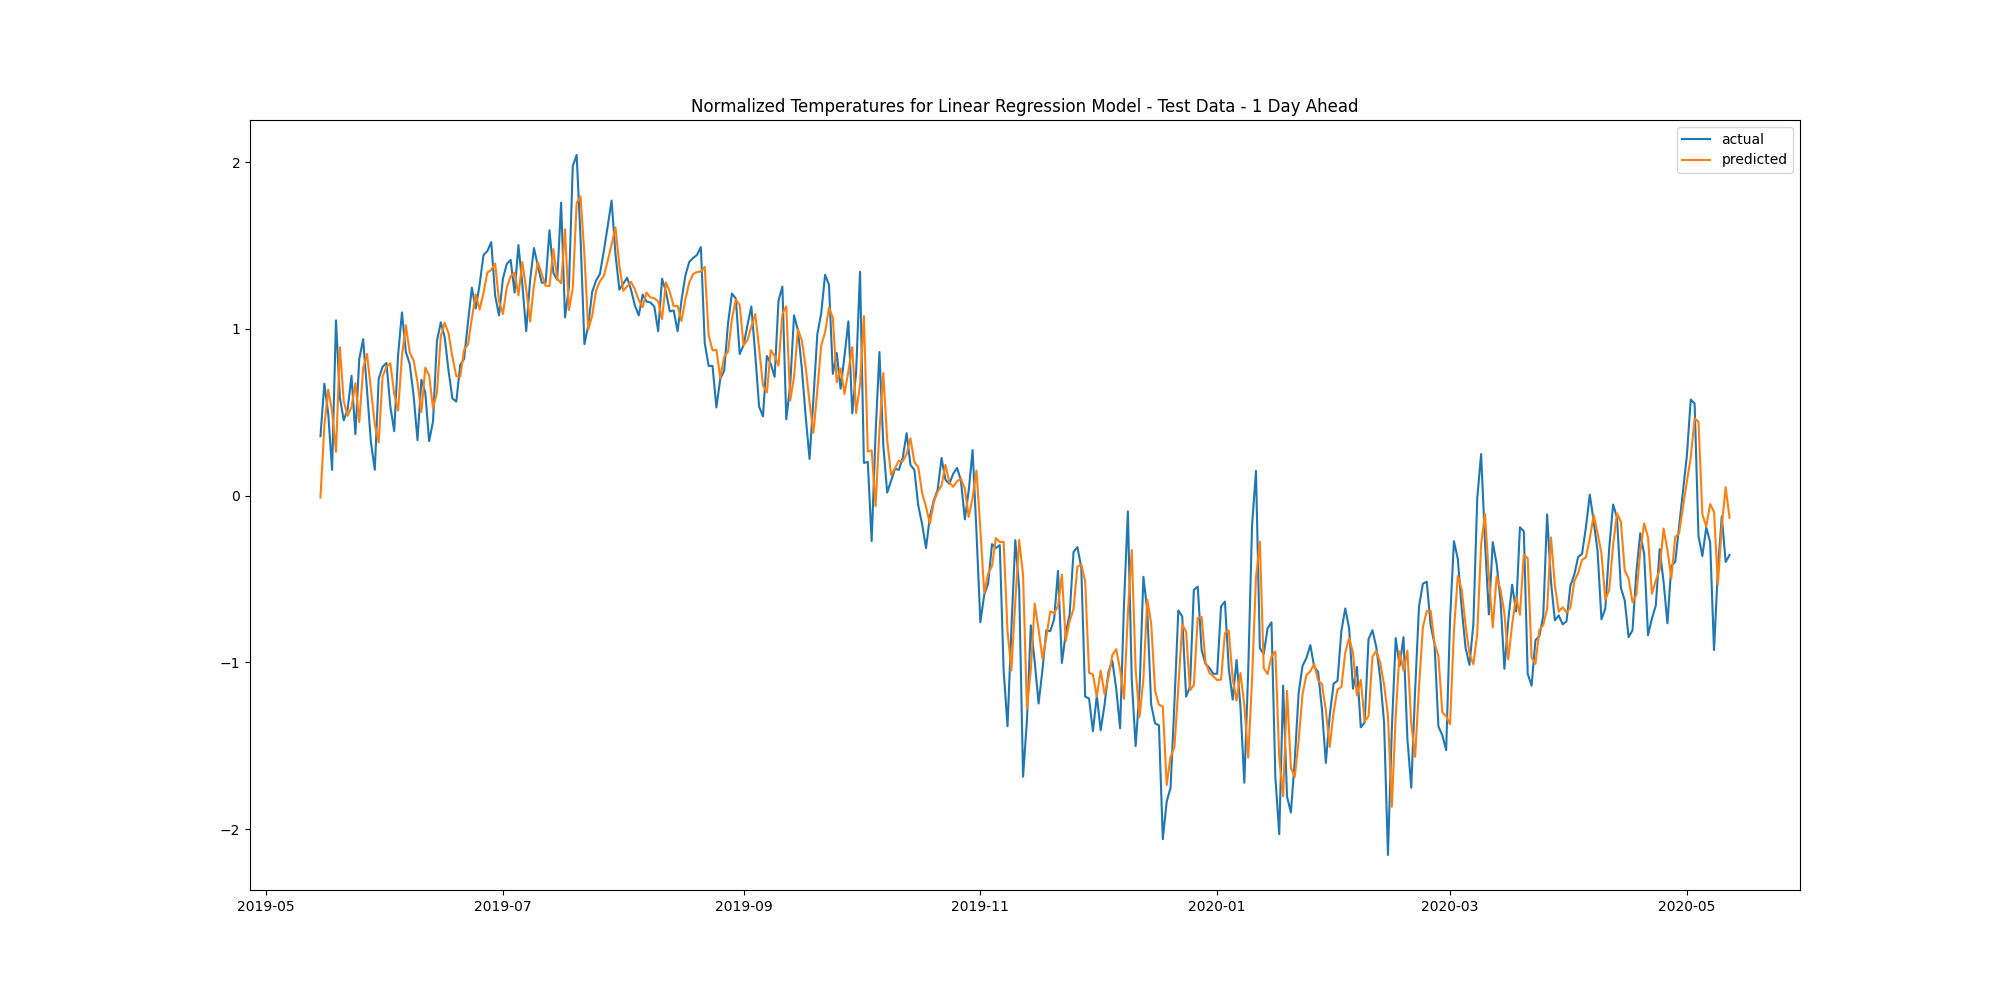 Normalized Temperatures for Linear Regression Model - Test Data - 1 Day Ahead
actual
predicted
2
1
0
−1
−2
2019-05 2019-07 2019-09 2019-11 2020-01 2020-03 2020-05